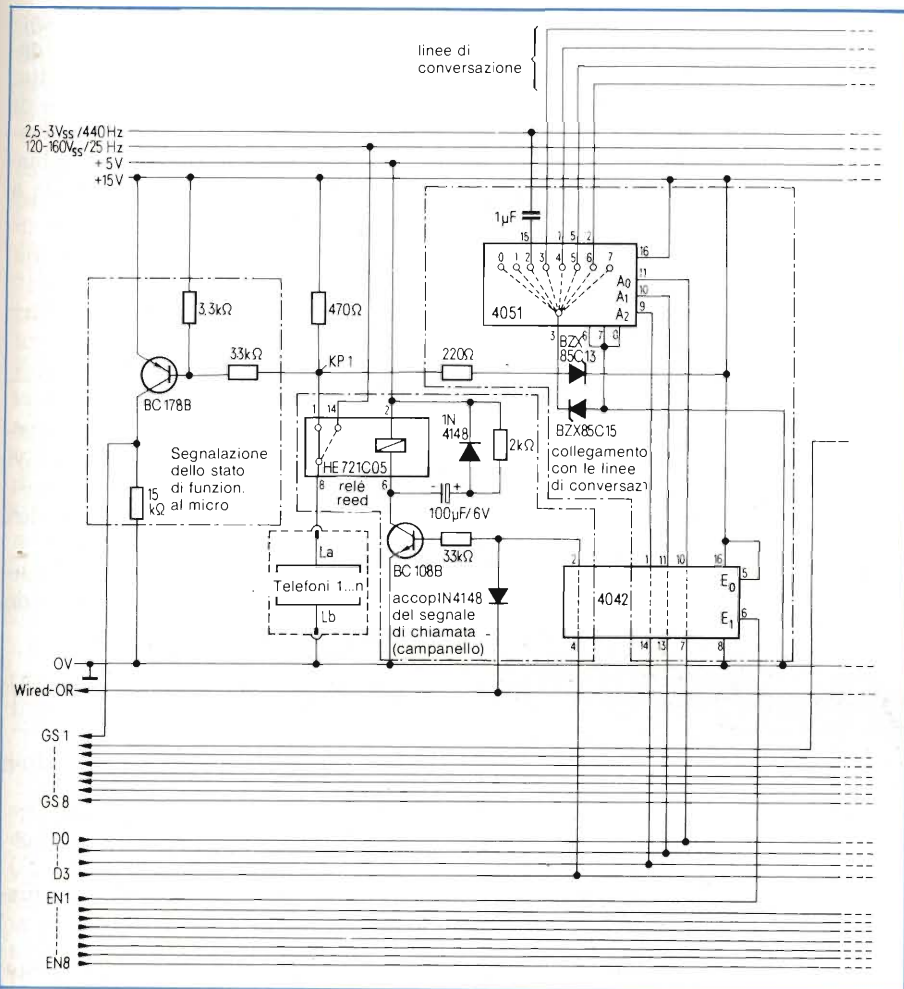 linee di
conversazione
2,5-3Vss/440Hz
120-160Vss/25 Hz
+5V
+15V
1µF
15 1 5 2
0 1 2 3 4 5 6 7
16
A0 11
A1 10
A2 9
4051
3 6 7 8
3,3kΩ
470Ω
33kΩ
KP1
220Ω
BZX
85C13
BZX85C15
BC178B
1 14 2
1N
4148
2kΩ
HE721C05
8 6
relé
reed
- +
100µF/6V
collegamento
con le linee
di conversaz
Segnalazione
dello stato
di funzion.
al micro
15
kΩ
La
Telefoni 1...n
Lb
BC108B
33kΩ
accop1N4148
del segnale
di chiamata
(campanello)
2 1 11 10 16
4042
E0 5
E1 6
4 14 13 7 8
0V
Wired-OR
GS1
GS8
D0
D3
EN1
EN8